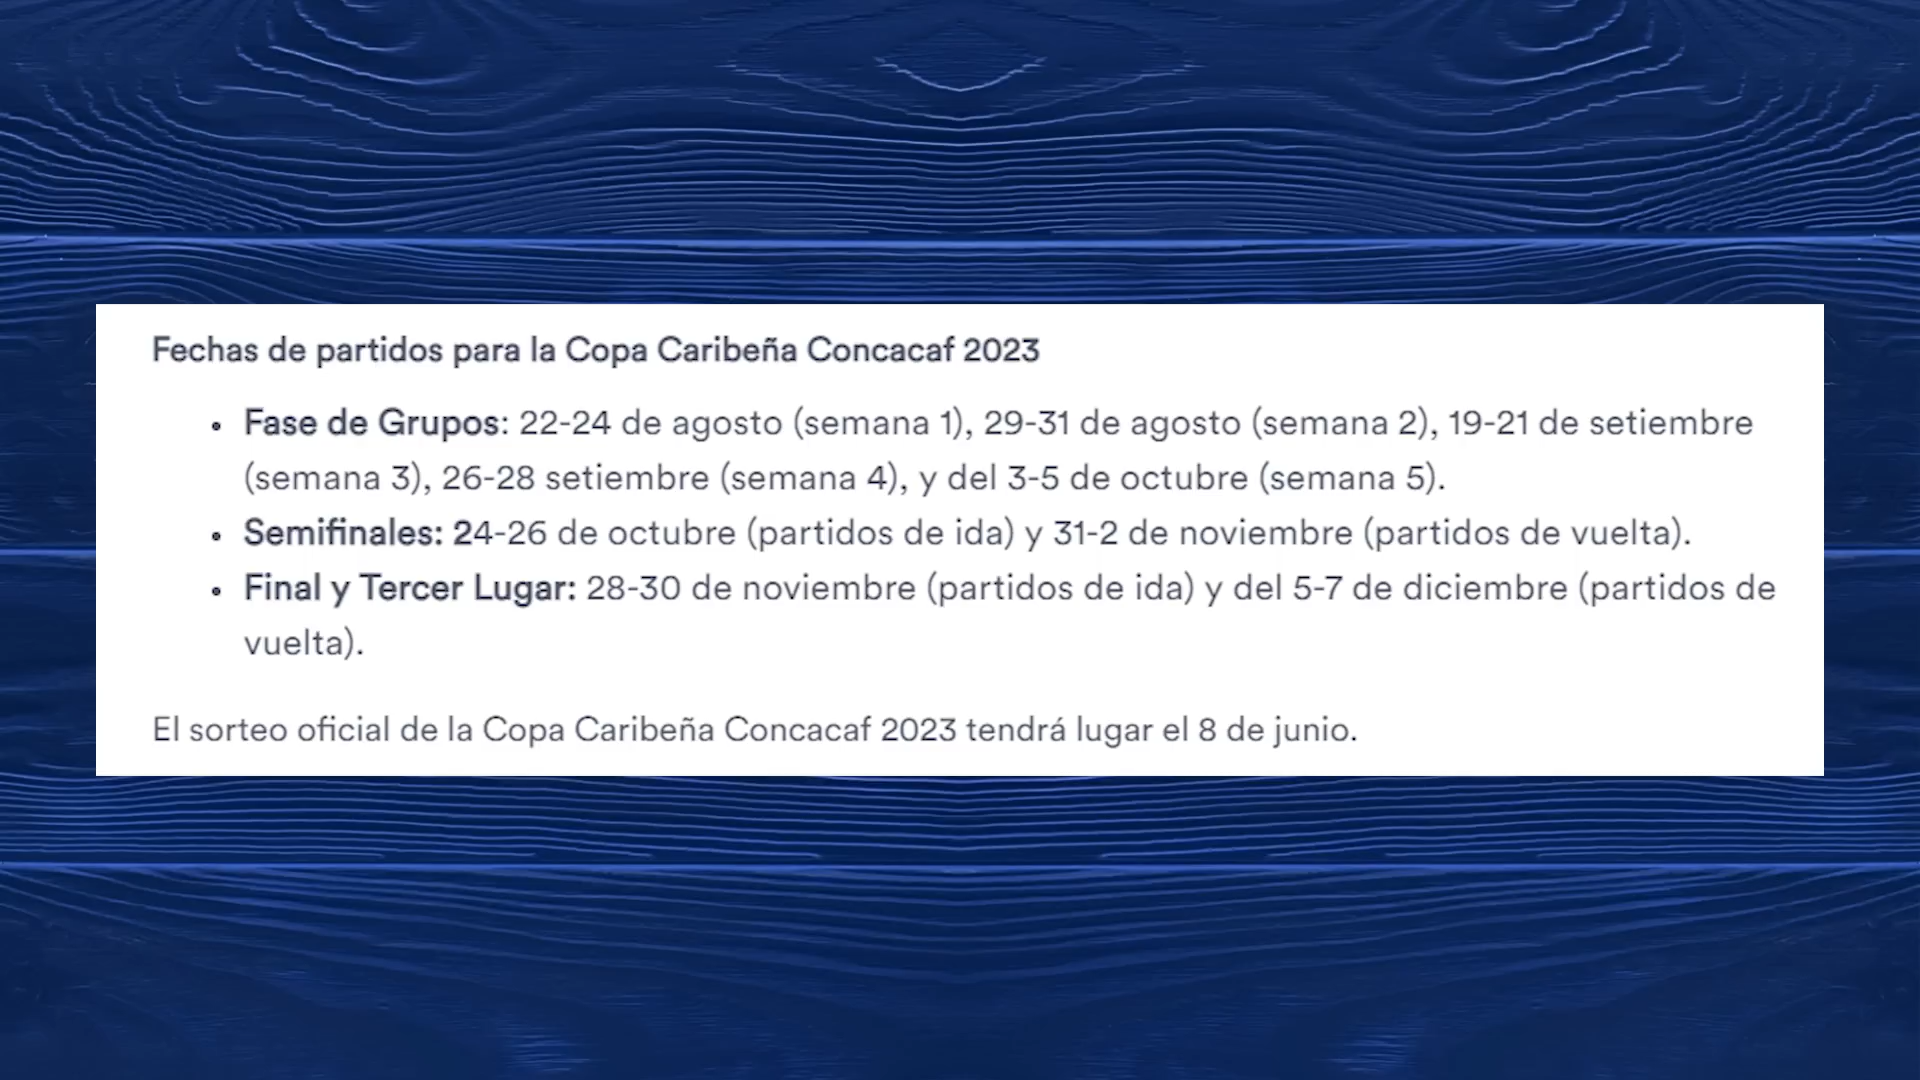 Fechas de partidos para la Copa Caribeña Concacaf 2023
• Fase de Grupos: 22-24 de agosto (semana 1), 29-31 de agosto (semana 2), 19-21 de setiembre
(semana 3), 26-28 setiembre (semana 4), y del 3-5 de octubre (semana 5).
• Semifinales: 24-26 de octubre (partidos de ida) y 31-2 de noviembre (partidos de vuelta).
• Final y Tercer Lugar: 28-30 de noviembre (partidos de ida) y del 5-7 de diciembre (partidos de
vuelta).
El sorteo oficial de la Copa Caribeña Concacaf 2023 tendrá lugar el 8 de junio.